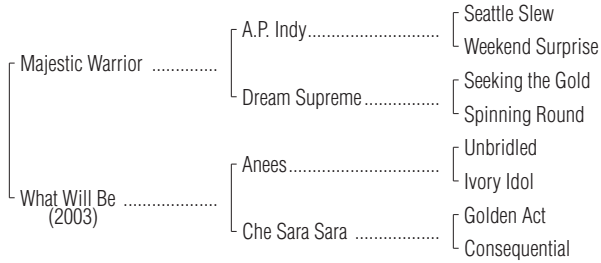 Seattle Slew
A.P. Indy..............................
Weekend Surprise
Majestic Warrior ..............
Seeking the Gold
Dream Supreme.................
Spinning Round
Unbridled
Anees..................................
Ivory Idol
What Will Be ....................
(2003)
Golden Act
Che Sara Sara ...................
Consequential